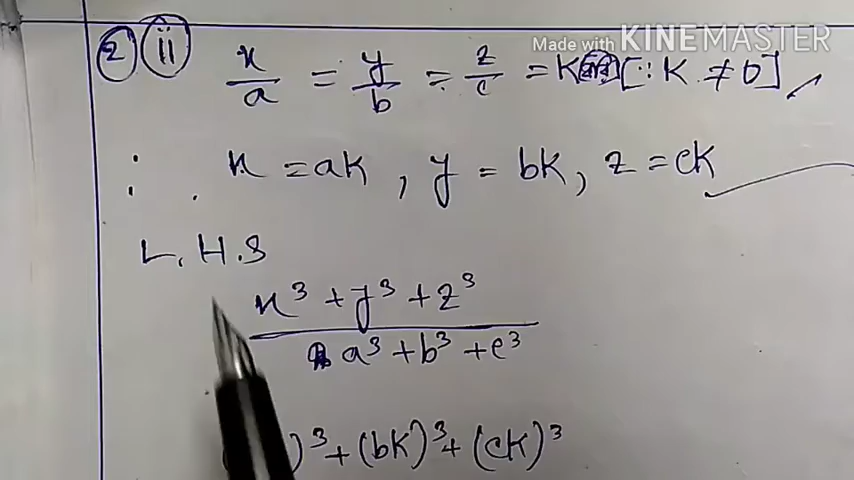 Made with KINEMASTER
2 ii x/a = y/b = z/c = K [∵ K ≠ 0]
∴ x = aK, y = bK, z = cK
L.H.S
x³ + y³ + z³
a³ + b³ + c³
)³ + (bK)³ + (cK)³